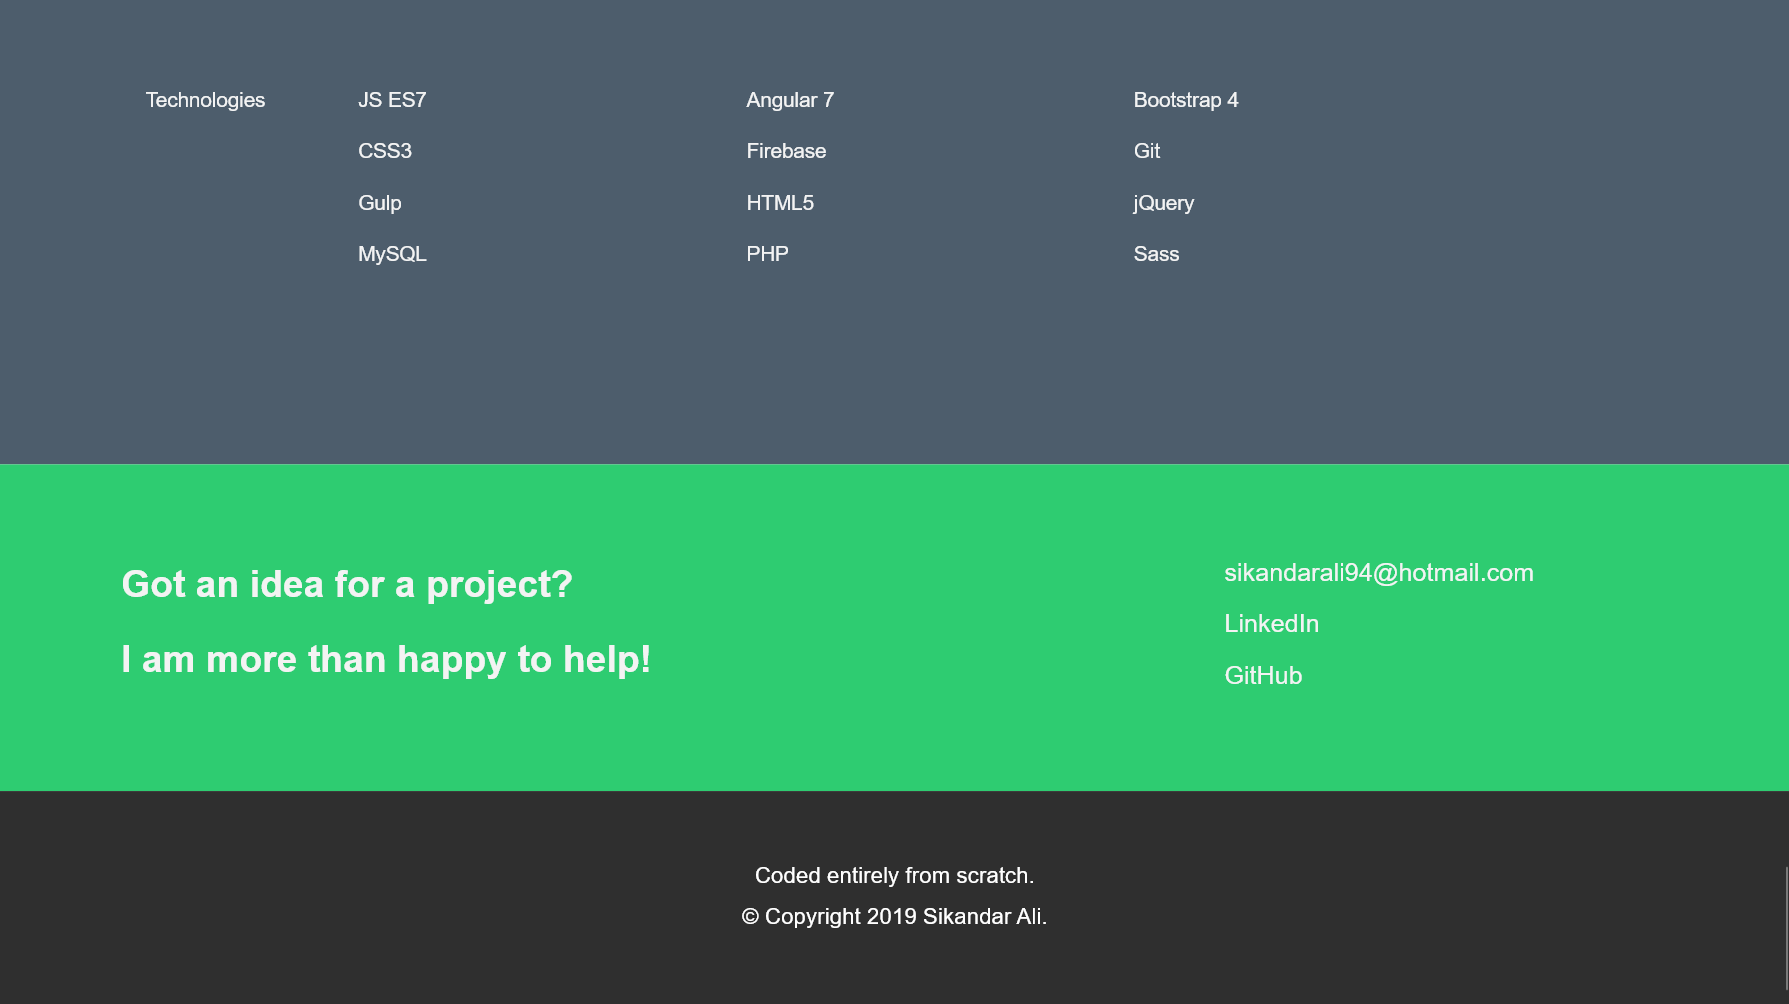 Technologies JS ES7 Angular 7 Bootstrap 4
CSS3 Firebase Git
Gulp HTML5 jQuery
MySQL PHP Sass
Got an idea for a project?
I am more than happy to help!
sikandarali94@hotmail.com
LinkedIn
GitHub
Coded entirely from scratch.
© Copyright 2019 Sikandar Ali.